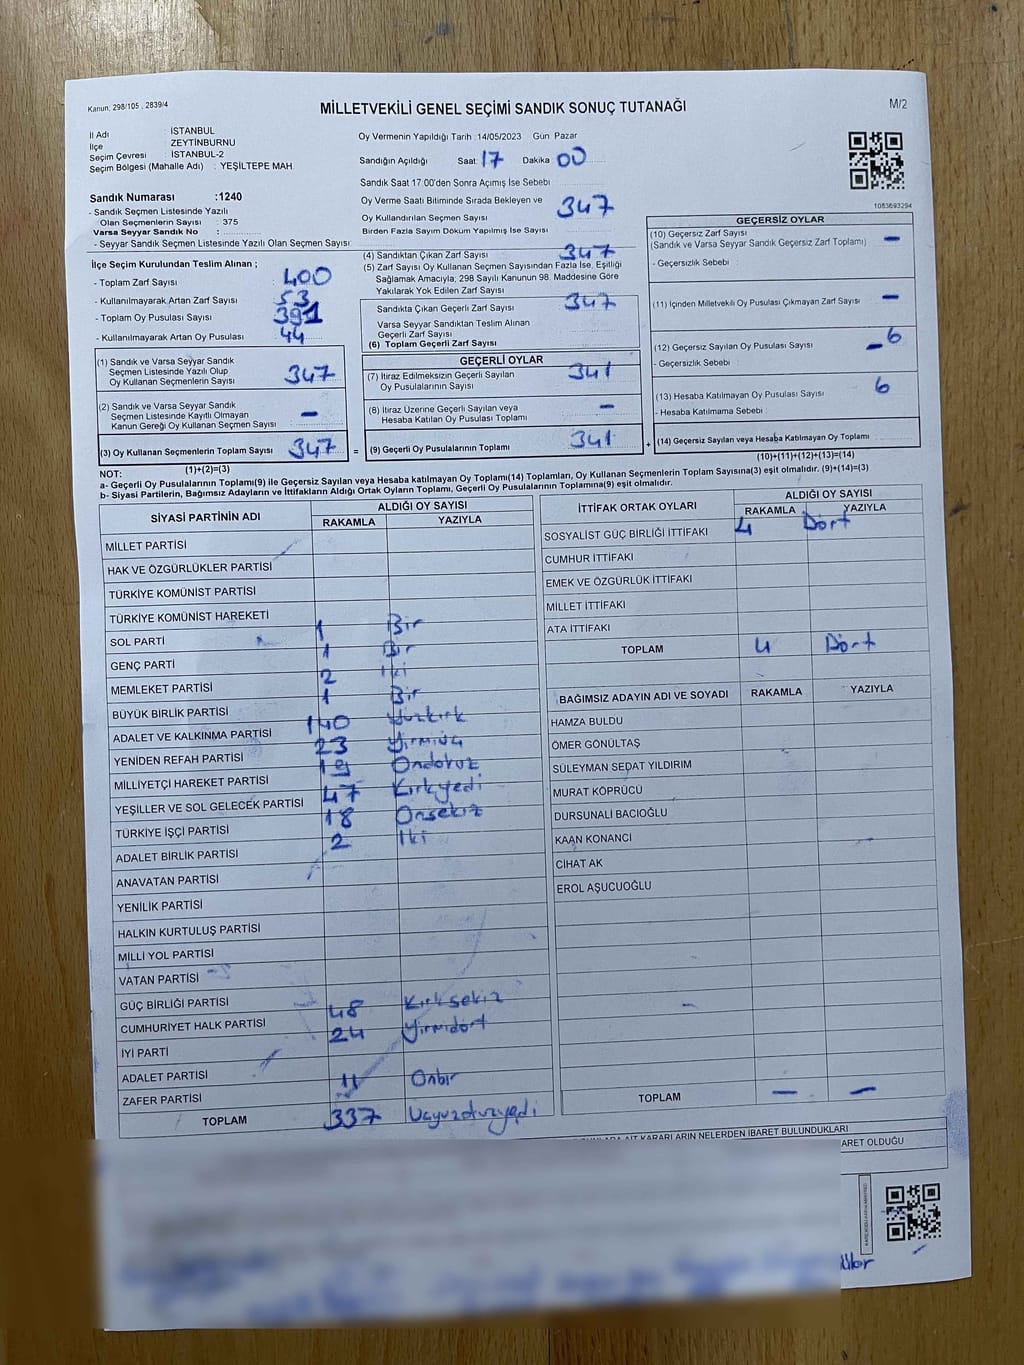 Kanun; 298/105 , 2839/4
MİLLETVEKİLİ GENEL SEÇİMİ SANDIK SONUÇ TUTANAĞI
M/2
İl Adı İSTANBUL
İlçe ZEYTİNBURNU
Seçim Çevresi İSTANBUL-2
Seçim Bölgesi (Mahalle Adı) : YEŞİLTEPE MAH.
Sandık Numarası :1240
- Sandık Seçmen Listesinde Yazılı
Olan Seçmenlerin Sayısı : 375
Varsa Seyyar Sandık No :
- Seyyar Sandık Seçmen Listesinde Yazılı Olan Seçmen Sayısı
İlçe Seçim Kurulundan Teslim Alınan ;
- Toplam Zarf Sayısı : 400
- Kullanılmayarak Artan Zarf Sayısı 53
- Toplam Oy Pusulası Sayısı 391
- Kullanılmayarak Artan Oy Pusulası 44
(1) Sandık ve Varsa Seyyar Sandık
Seçmen Listesinde Yazılı Olup
Oy Kullanan Seçmenlerin Sayısı 347
(2) Sandık ve Varsa Seyyar Sandık
Seçmen Listesinde Kayıtlı Olmayan
Kanun Gereği Oy Kullanan Seçmen Sayısı -
(3) Oy Kullanan Seçmenlerin Toplam Sayısı 347
(1)+(2)=(3)
Oy Vermenin Yapıldığı Tarih :14/05/2023 Gün Pazar
Sandığın Açıldığı Saat 17 Dakika 00
Sandık Saat 17:00'den Sonra Açımış İse Sebebi
Oy Verme Saati Bitiminde Sırada Bekleyen ve
Oy Kullandırılan Seçmen Sayısı 347
Birden Fazla Sayım Döküm Yapılmış İse Sayısı
(4) Sandıktan Çıkan Zarf Sayısı 347
(5) Zarf Sayısı Oy Kullanan Seçmen Sayısından Fazla İse, Eşitliği
Sağlamak Amacıyla, 298 Sayılı Kanunun 98. Maddesine Göre
Yakılarak Yok Edilen Zarf Sayısı
Sandıkta Çıkan Geçerli Zarf Sayısı 347
Varsa Seyyar Sandıktan Teslim Alınan
Geçerli Zarf Sayısı
(6) Toplam Geçerli Zarf Sayısı
GEÇERLİ OYLAR
(7) İtiraz Edilmeksizin Geçerli Sayılan
Oy Pusulalarının Sayısı 341
(8) İtiraz Üzerine Geçerli Sayılan veya
Hesaba Katılan Oy Pusulası Toplamı -
= (9) Geçerli Oy Pusulalarının Toplamı 341
1083693294
GEÇERSİZ OYLAR
(10) Geçersiz Zarf Sayısı -
(Sandık ve Varsa Seyyar Sandık Geçersiz Zarf Toplamı)
- Geçersizlik Sebebi :
(11) İçinden Milletvekili Oy Pusulası Çıkmayan Zarf Sayısı -
(12) Geçersiz Sayılan Oy Pusulası Sayısı - 6
- Geçersizlik Sebebi :
(13) Hesaba Katılmayan Oy Pusulası Sayısı 6
- Hesaba Katılmama Sebebi :
+ (14) Geçersiz Sayılan veya Hesaba Katılmayan Oy Toplamı
(10)+(11)+(12)+(13)=(14)
NOT:
a- Geçerli Oy Pusulalarının Toplamı(9) ile Geçersiz Sayılan veya Hesaba katılmayan Oy Toplamı(14) Toplamları, Oy Kullanan Seçmenlerin Toplam Sayısına(3) eşit olmalıdır. (9)+(14)=(3)
b- Siyasi Partilerin, Bağımsız Adayların ve İttifakların Aldığı Ortak Oyların Toplamı, Geçerli Oy Pusulalarının Toplamına(9) eşit olmalıdır.
SİYASİ PARTİNİN ADI ALDIĞI OY SAYISI
RAKAMLA YAZIYLA
MİLLET PARTİSİ
HAK VE ÖZGÜRLÜKLER PARTİSİ
TÜRKİYE KOMÜNİST PARTİSİ
TÜRKİYE KOMÜNİST HAREKETİ
SOL PARTİ 1 Bir
GENÇ PARTİ 1 Bir
MEMLEKET PARTİSİ 2 İki
BÜYÜK BİRLİK PARTİSİ 1 Bir
ADALET VE KALKINMA PARTİSİ 140 Yüzkırk
YENİDEN REFAH PARTİSİ 23 Yirmiüç
MİLLİYETÇİ HAREKET PARTİSİ 19 Ondokuz
YEŞİLLER VE SOL GELECEK PARTİSİ 47 Kırkyedi
TÜRKİYE İŞÇİ PARTİSİ 18 Onsekiz
ADALET BİRLİK PARTİSİ 2 İki
ANAVATAN PARTİSİ
YENİLİK PARTİSİ
HALKIN KURTULUŞ PARTİSİ
MİLLİ YOL PARTİSİ
VATAN PARTİSİ
GÜÇ BİRLİĞİ PARTİSİ
CUMHURİYET HALK PARTİSİ 48 Kırksekiz
İYİ PARTİ 24 Yirmidört
ADALET PARTİSİ
ZAFER PARTİSİ 11 Onbir
TOPLAM 337 Üçyüzotuzyedi
İTTİFAK ORTAK OYLARI ALDIĞI OY SAYISI
RAKAMLA YAZIYLA
SOSYALİST GÜÇ BİRLİĞİ İTTİFAKI 4 Dört
CUMHUR İTTİFAKI
EMEK VE ÖZGÜRLÜK İTTİFAKI
MİLLET İTTİFAKI
ATA İTTİFAKI
TOPLAM 4 Dört
BAĞIMSIZ ADAYIN ADI VE SOYADI RAKAMLA YAZIYLA
HAMZA BULDU
ÖMER GÖNÜLTAŞ
SÜLEYMAN SEDAT YILDIRIM
MURAT KÖPRÜCÜ
DURSUNALİ BACIOĞLU
KAAN KONANCİ
CİHAT AK
EROL AŞUCUOĞLU
TOPLAM - -
KARARLARIN NELERDEN İBARET BULUNDUKLARI
ARET OLDUĞU